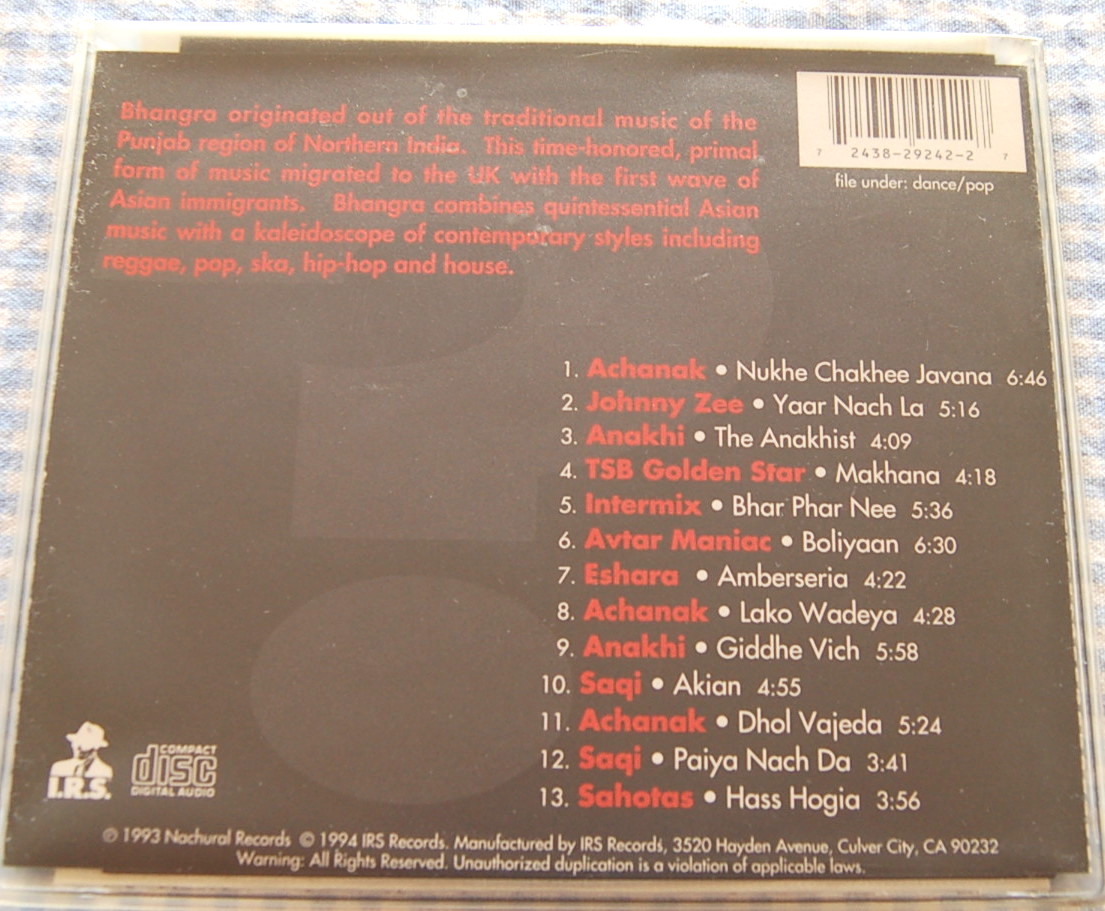 Bhangra originated out of the traditional music of the
Punjab region of Northern India. This time-honored, primal
form of music migrated to the UK with the first wave of
Asian immigrants. Bhangra combines quintessential Asian
music with a kaleidoscope of contemporary styles including
reggae, pop, ska, hip-hop and house.
7 2438-29242-2 7
file under: dance/pop
1. Achanak • Nukhe Chakhee Javana 6:46
2. Johnny Zee • Yaar Nach La 5:16
3. Anakhi • The Anakhist 4:09
4. TSB Golden Star • Makhana 4:18
5. Intermix • Bhar Phar Nee 5:36
6. Avtar Maniac • Boliyaan 6:30
7. Eshara • Amberseria 4:22
8. Achanak • Lako Wadeya 4:28
9. Anakhi • Giddhe Vich 5:58
10. Saqi • Akian 4:55
11. Achanak • Dhol Vajeda 5:24
12. Saqi • Paiya Nach Da 3:41
13. Sahotas • Hass Hogia 3:56
I.R.S.
COMPACT
disc
DIGITAL AUDIO
℗ 1993 Nachural Records © 1994 IRS Records. Manufactured by IRS Records, 3520 Hayden Avenue, Culver City, CA 90232
Warning: All Rights Reserved. Unauthorized duplication is a violation of applicable laws.